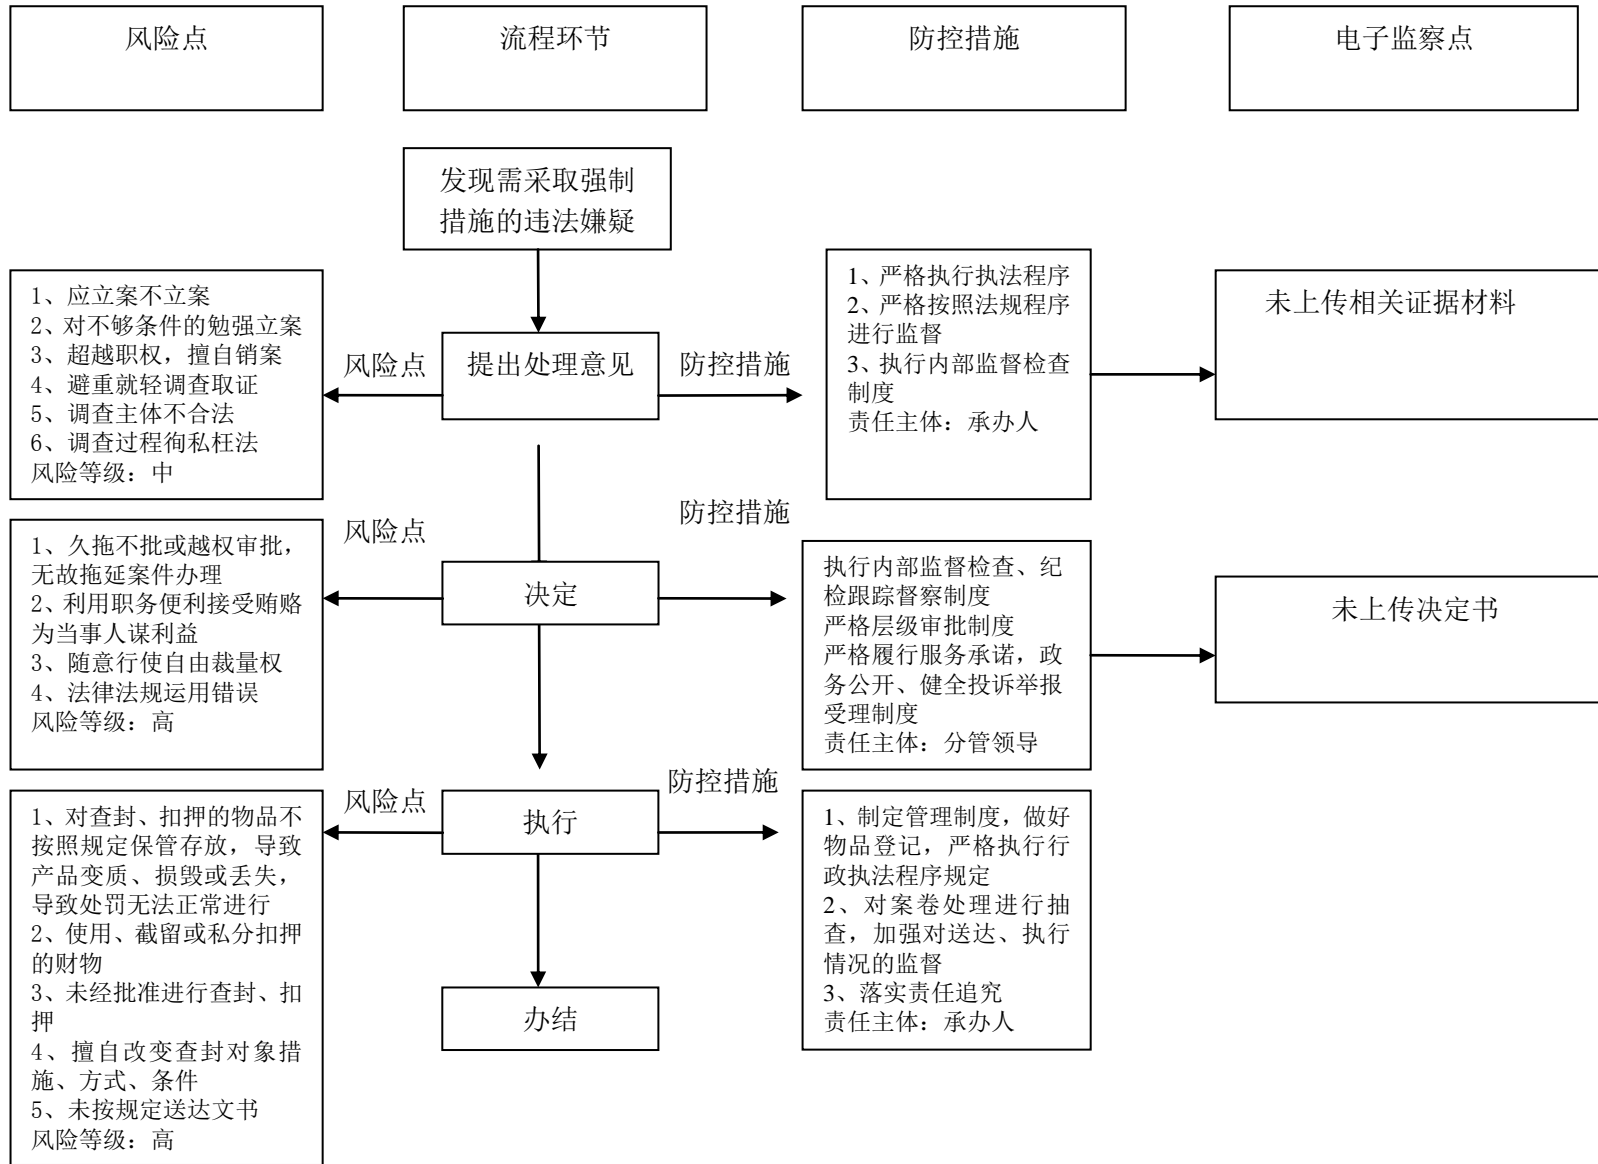 风险点
流程环节
防控措施
电子监察点
发现需采取强制
措施的违法嫌疑
1、应立案不立案
2、对不够条件的勉强立案
3、超越职权，擅自销案
4、避重就轻调查取证
5、调查主体不合法
6、调查过程徇私枉法
风险等级：中
风险点
提出处理意见
防控措施
1、严格执行执法程序
2、严格按照法规程序
进行监督
3、执行内部监督检查
制度
责任主体：承办人
未上传相关证据材料
1、久拖不批或越权审批，
无故拖延案件办理
2、利用职务便利接受贿赂
为当事人谋利益
3、随意行使自由裁量权
4、法律法规运用错误
风险等级：高
风险点
决定
防控措施
执行内部监督检查、纪
检跟踪督察制度
严格层级审批制度
严格履行服务承诺，政
务公开、健全投诉举报
受理制度
责任主体：分管领导
未上传决定书
1、对查封、扣押的物品不
按照规定保管存放，导致
产品变质、损毁或丢失，
导致处罚无法正常进行
2、使用、截留或私分扣押
的财物
3、未经批准进行查封、扣
押
4、擅自改变查封对象措
施、方式、条件
5、未按规定送达文书
风险等级：高
风险点
执行
防控措施
1、制定管理制度，做好
物品登记，严格执行行
政执法程序规定
2、对案卷处理进行抽
查，加强对送达、执行
情况的监督
3、落实责任追究
责任主体：承办人
办结